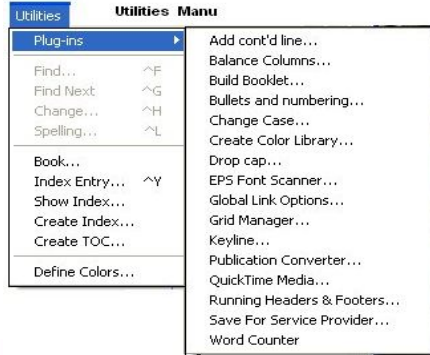 Utilities
Utilities Manu
Plug-ins
Find... ^F
Find Next ^G
Change... ^H
Spelling... ^L
Book...
Index Entry... ^Y
Show Index...
Create Index...
Create TOC...
Define Colors...
Add cont'd line...
Balance Columns...
Build Booklet...
Bullets and numbering...
Change Case...
Create Color Library...
Drop cap...
EPS Font Scanner...
Global Link Options...
Grid Manager...
Keyline...
Publication Converter...
QuickTime Media...
Running Headers & Footers...
Save For Service Provider...
Word Counter